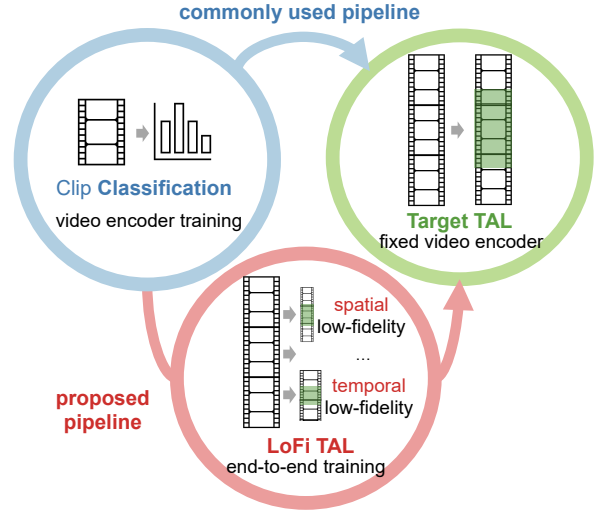 commonly used pipeline
Clip Classification
video encoder training
Target TAL
fixed video encoder
spatial
low-fidelity
...
temporal
low-fidelity
proposed
pipeline
LoFi TAL
end-to-end training